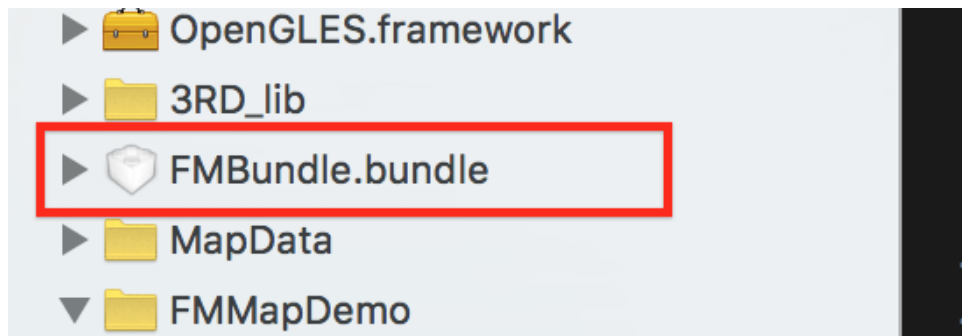 OpenGLES.framework
3RD_lib
FMBundle.bundle
MapData
FMMapDemo